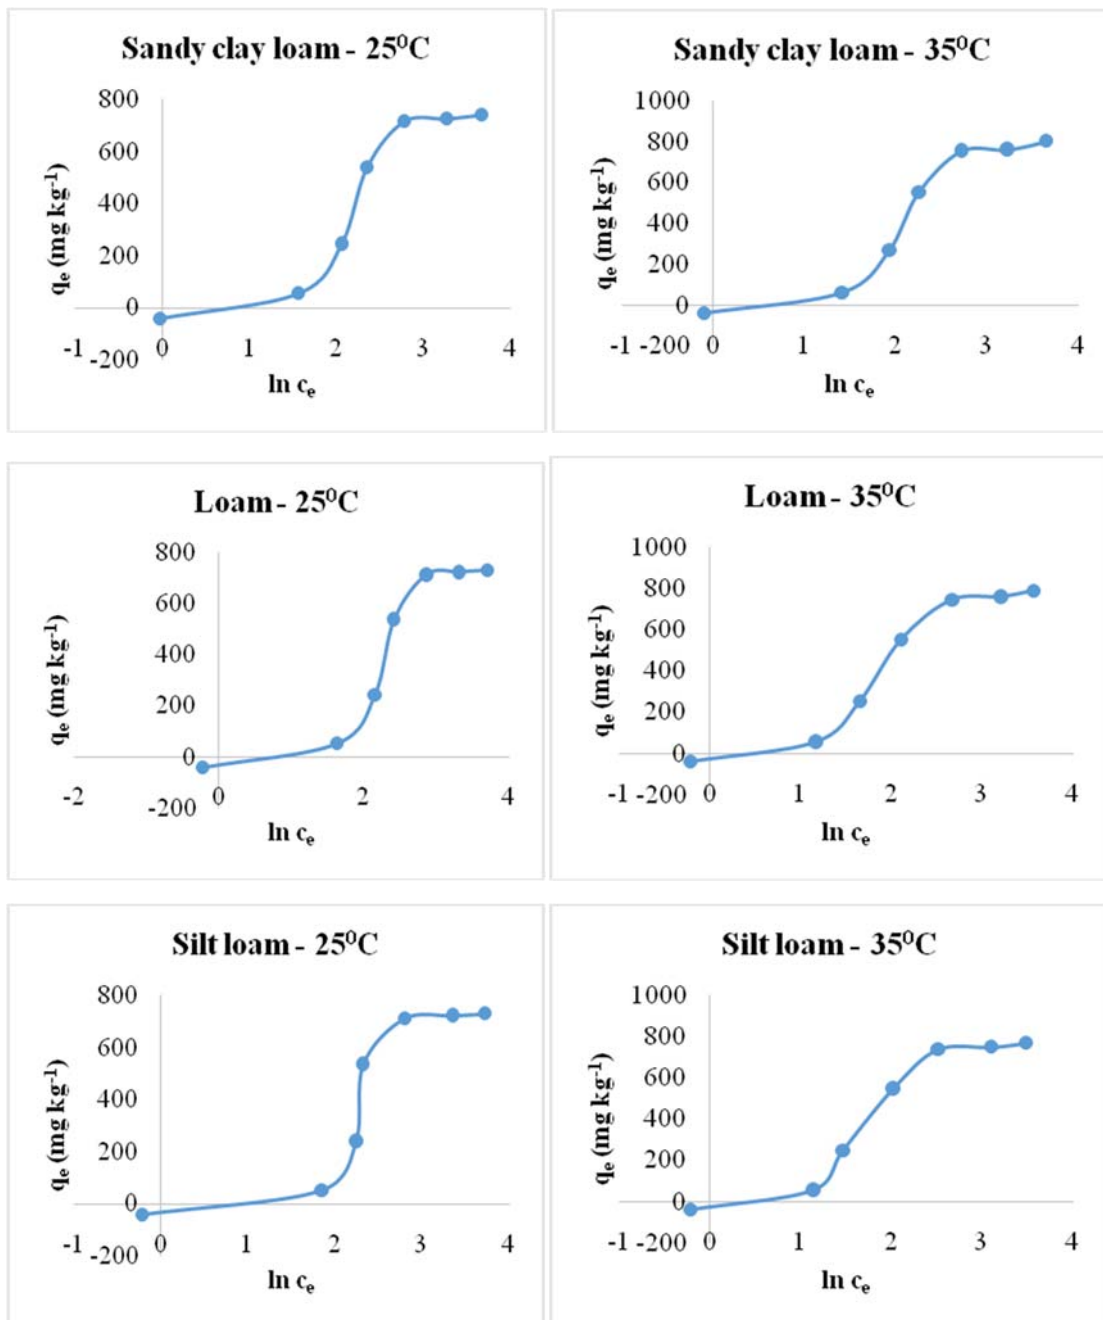 Sandy clay loam - 25⁰C
800
600
400
200
0
-200
-1 0 1 2 3 4
qₑ (mg kg⁻¹)
ln cₑ
Sandy clay loam - 35⁰C
1000
800
600
400
200
0
-200
-1 0 1 2 3 4
qₑ (mg kg⁻¹)
ln cₑ
Loam - 25⁰C
800
600
400
200
0
-200
-2 0 2 4
qₑ (mg kg⁻¹)
ln cₑ
Loam - 35⁰C
1000
800
600
400
200
0
-200
-1 0 1 2 3 4
qₑ (mg kg⁻¹)
ln cₑ
Silt loam - 25⁰C
800
600
400
200
0
-200
-1 0 1 2 3 4
qₑ (mg kg⁻¹)
ln cₑ
Silt loam - 35⁰C
1000
800
600
400
200
0
-200
-1 0 1 2 3 4
qₑ (mg kg⁻¹)
ln cₑ